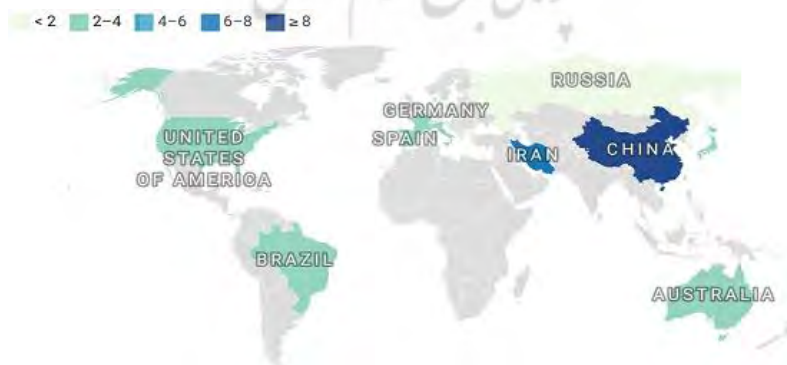 < 2 2–4 4–6 6–8 ≥ 8
RUSSIA
GERMANY
SPAIN
UNITED
STATES
OF AMERICA
IRAN
CHINA
BRAZIL
AUSTRALIA